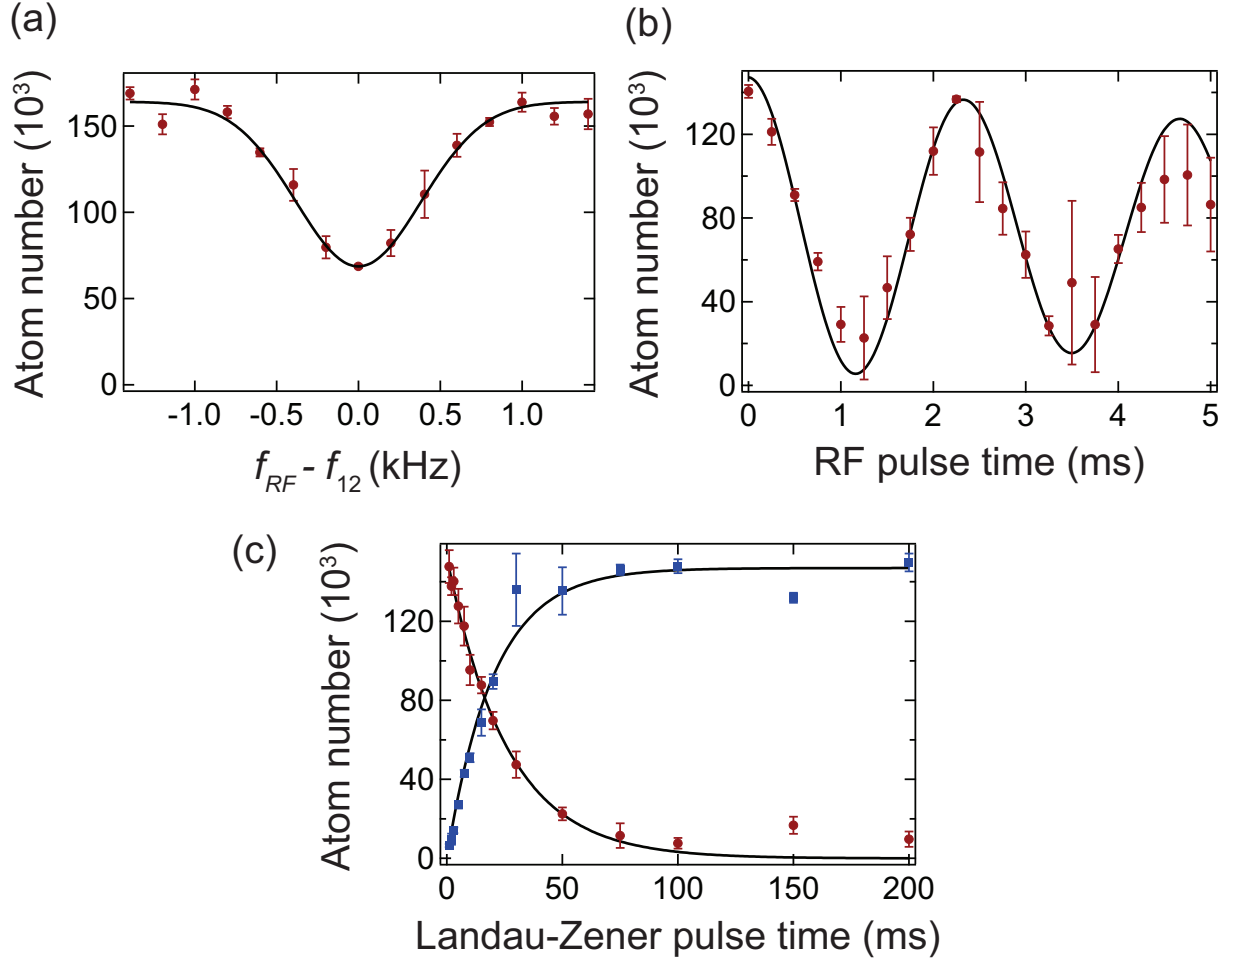 (a)
Atom number (10³)
150
100
50
0
-1.0 -0.5 0.0 0.5 1.0
f_RF - f_12 (kHz)
(b)
Atom number (10³)
120
80
40
0
0 1 2 3 4 5
RF pulse time (ms)
(c)
Atom number (10³)
120
80
40
0
0 50 100 150 200
Landau-Zener pulse time (ms)